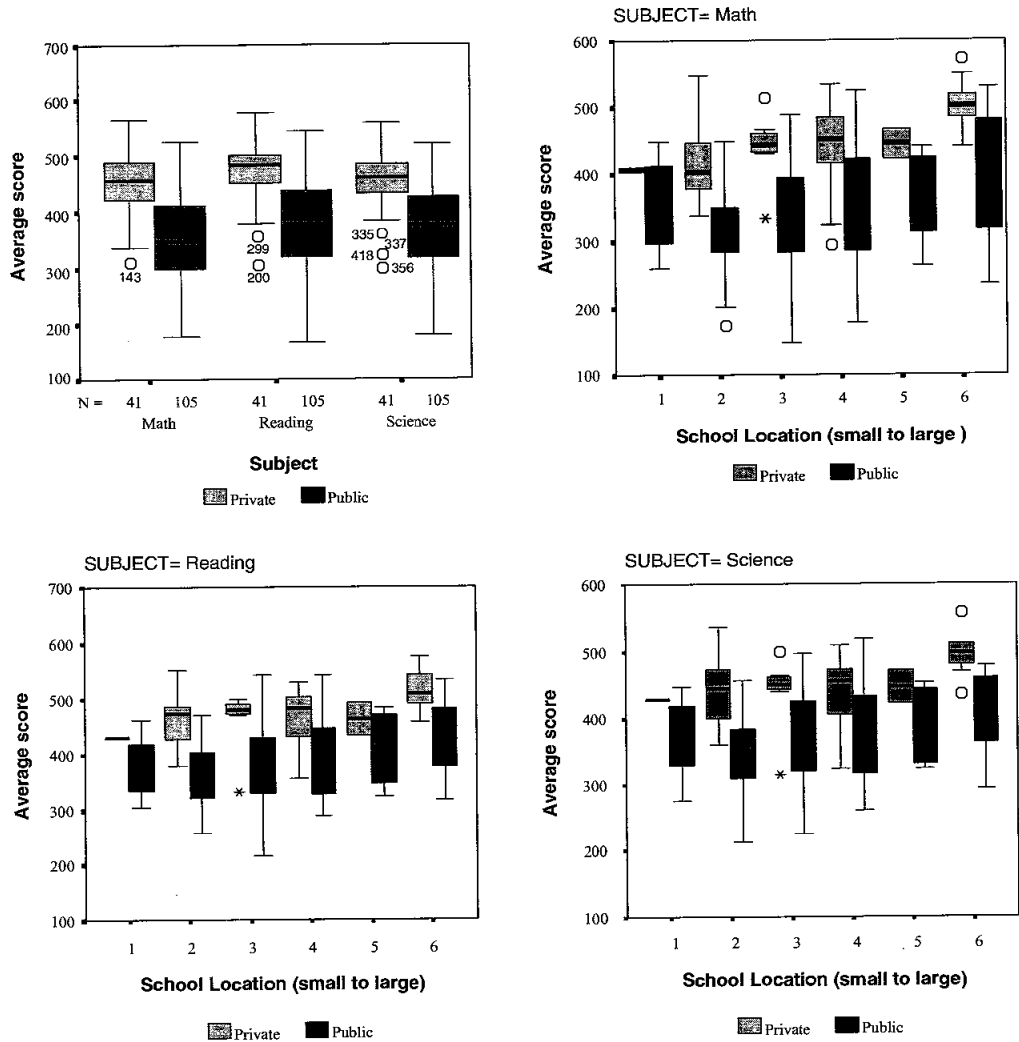 700
600
500
400
300
200
100
Average score
143
299
200
335
337
418
356
N = 41 105 41 105 41 105
Math Reading Science
Subject
Private Public
SUBJECT= Math
600
500
400
300
200
100
Average score
1 2 3 4 5 6
School Location (small to large )
Private Public
SUBJECT= Reading
700
600
500
400
300
200
100
Average score
1 2 3 4 5 6
School Location (small to large)
Private Public
SUBJECT= Science
600
500
400
300
200
100
Average score
1 2 3 4 5 6
School Location (small to large)
Private Public